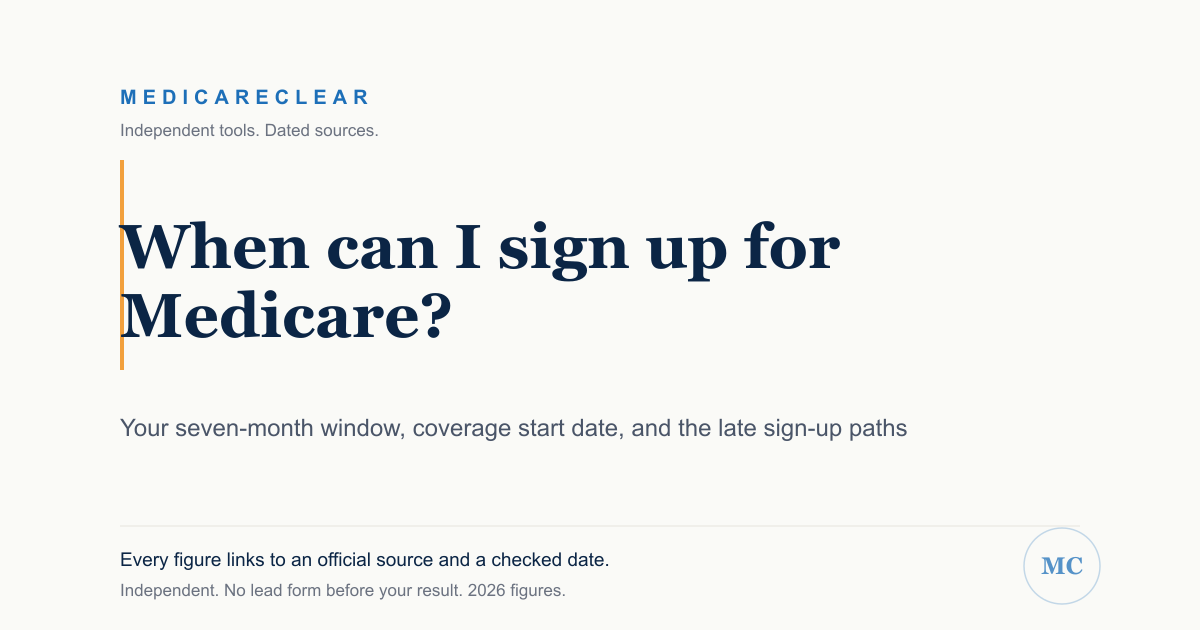 MEDICARECLEAR
Independent tools. Dated sources.
When can I sign up for
Medicare?
Your seven-month window, coverage start date, and the late sign-up paths
Every figure links to an official source and a checked date.
Independent. No lead form before your result. 2026 figures.
MC